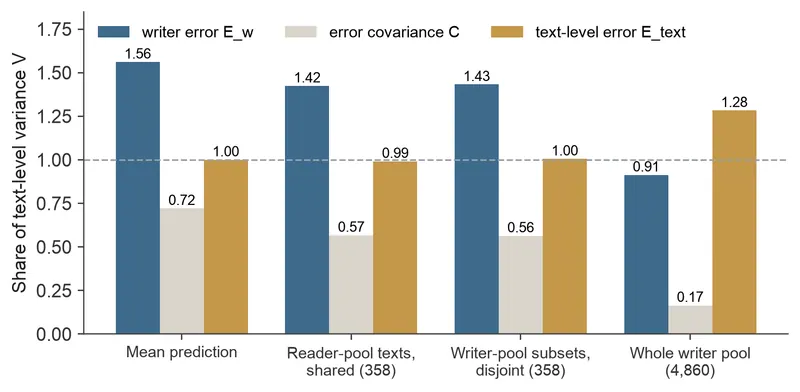 writer error E_w error covariance C text-level error E_text
Share of text-level variance V
1.75
1.50
1.25
1.00
0.75
0.50
0.25
0.00
1.56
0.72
1.00
1.42
0.57
0.99
1.43
0.56
1.00
0.91
0.17
1.28
Mean prediction
Reader-pool texts,
shared (358)
Writer-pool subsets,
disjoint (358)
Whole writer pool
(4,860)